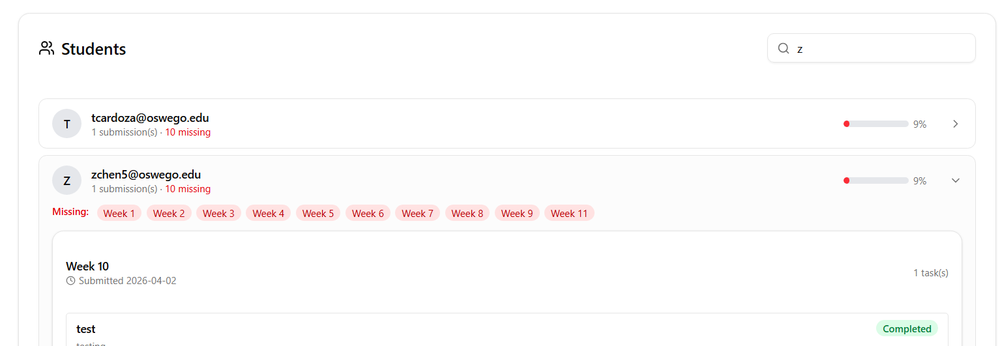 Students
z
T
tcardoza@oswego.edu
1 submission(s) · 10 missing
9%
Z
zchen5@oswego.edu
1 submission(s) · 10 missing
9%
Missing: Week 1 Week 2 Week 3 Week 4 Week 5 Week 6 Week 7 Week 8 Week 9 Week 11
Week 10
Submitted 2026-04-02
1 task(s)
test
Completed
testing